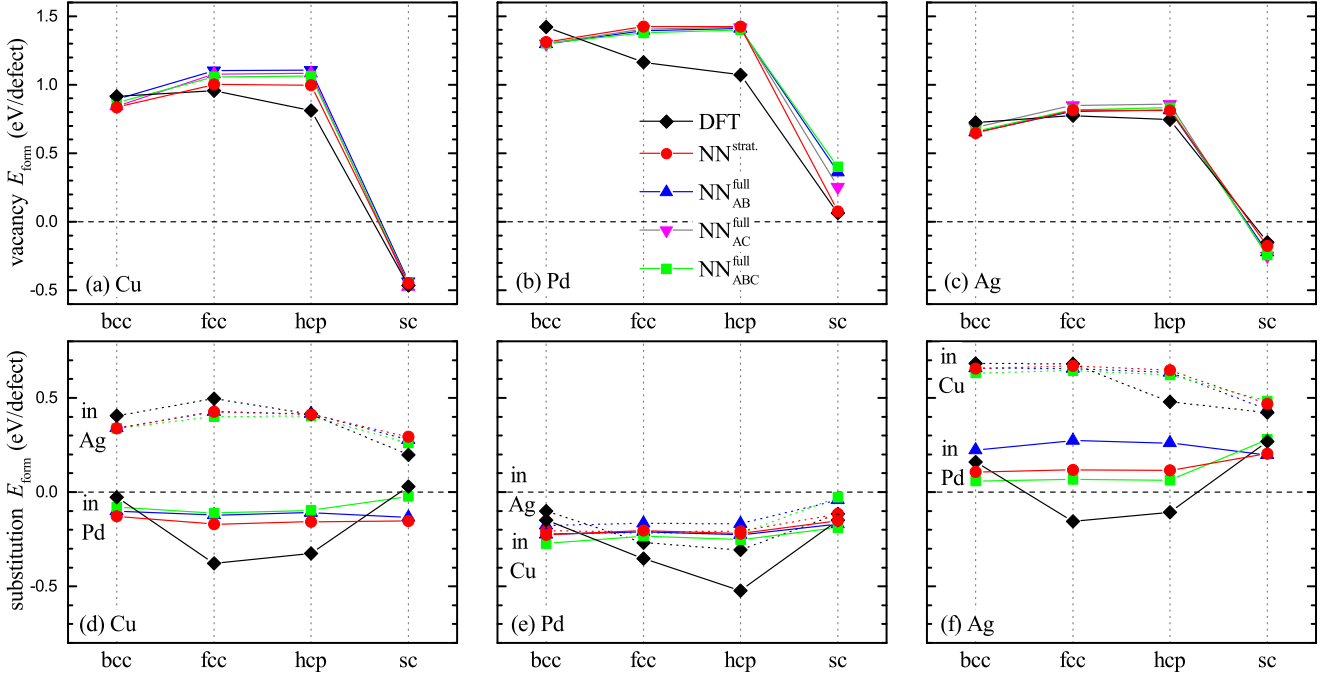 vacancy E_form (eV/defect)
1.5
1.0
0.5
0.0
-0.5
(a) Cu
bcc fcc hcp sc
DFT
NN^strat.
NN^full_AB
NN^full_AC
NN^full_ABC
(b) Pd
bcc fcc hcp sc
(c) Ag
bcc fcc hcp sc
substitution E_form (eV/defect)
0.5
0.0
-0.5
in
Ag
in
Pd
(d) Cu
bcc fcc hcp sc
in
Ag
in
Cu
(e) Pd
bcc fcc hcp sc
in
Cu
in
Pd
(f) Ag
bcc fcc hcp sc